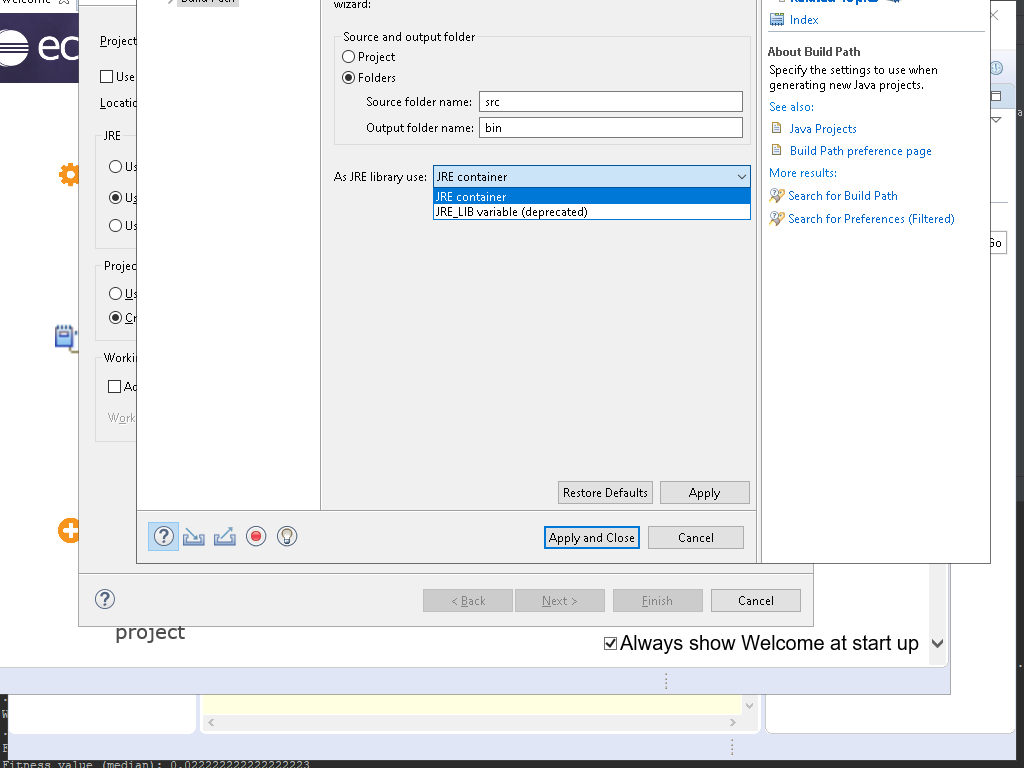 Welcome
Build Path
wizard:
Related Topics
Index
ec
Project
Source and output folder
Project
Folders
Use
Locatio
Source folder name: src
Output folder name: bin
About Build Path
Specify the settings to use when
generating new Java projects.
See also:
Java Projects
Build Path preference page
More results:
Search for Build Path
Search for Preferences (Filtered)
JRE
Us
Us
Us
As JRE library use: JRE container
JRE container
JRE_LIB variable (deprecated)
Go
Projec
Us
Cr
Worki
Ad
Work
Restore Defaults
Apply
Apply and Close
Cancel
< Back
Next >
Finish
Cancel
project
Always show Welcome at start up
Fitness value (median): 0.022222222222222223